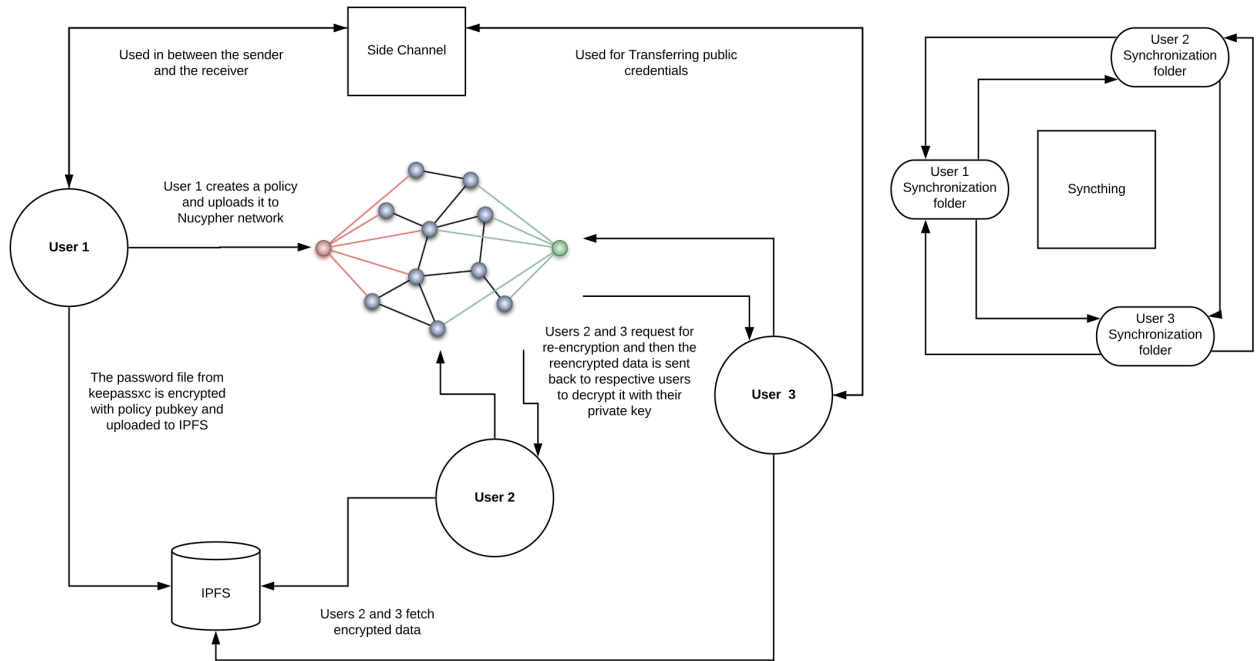 Side Channel
Used in between the sender
and the receiver
Used for Transferring public
credentials
User 1 creates a policy
and uploads it to
Nucypher network
User 1
Users 2 and 3 request for
re-encryption and then the
reencrypted data is sent
back to respective users
to decrypt it with their
private key
The password file from
keepassxc is encrypted
with policy pubkey and
uploaded to IPFS
User 3
User 2
IPFS
Users 2 and 3 fetch
encrypted data
User 2
Synchronization
folder
User 1
Synchronization
folder
Syncthing
User 3
Synchronization
folder